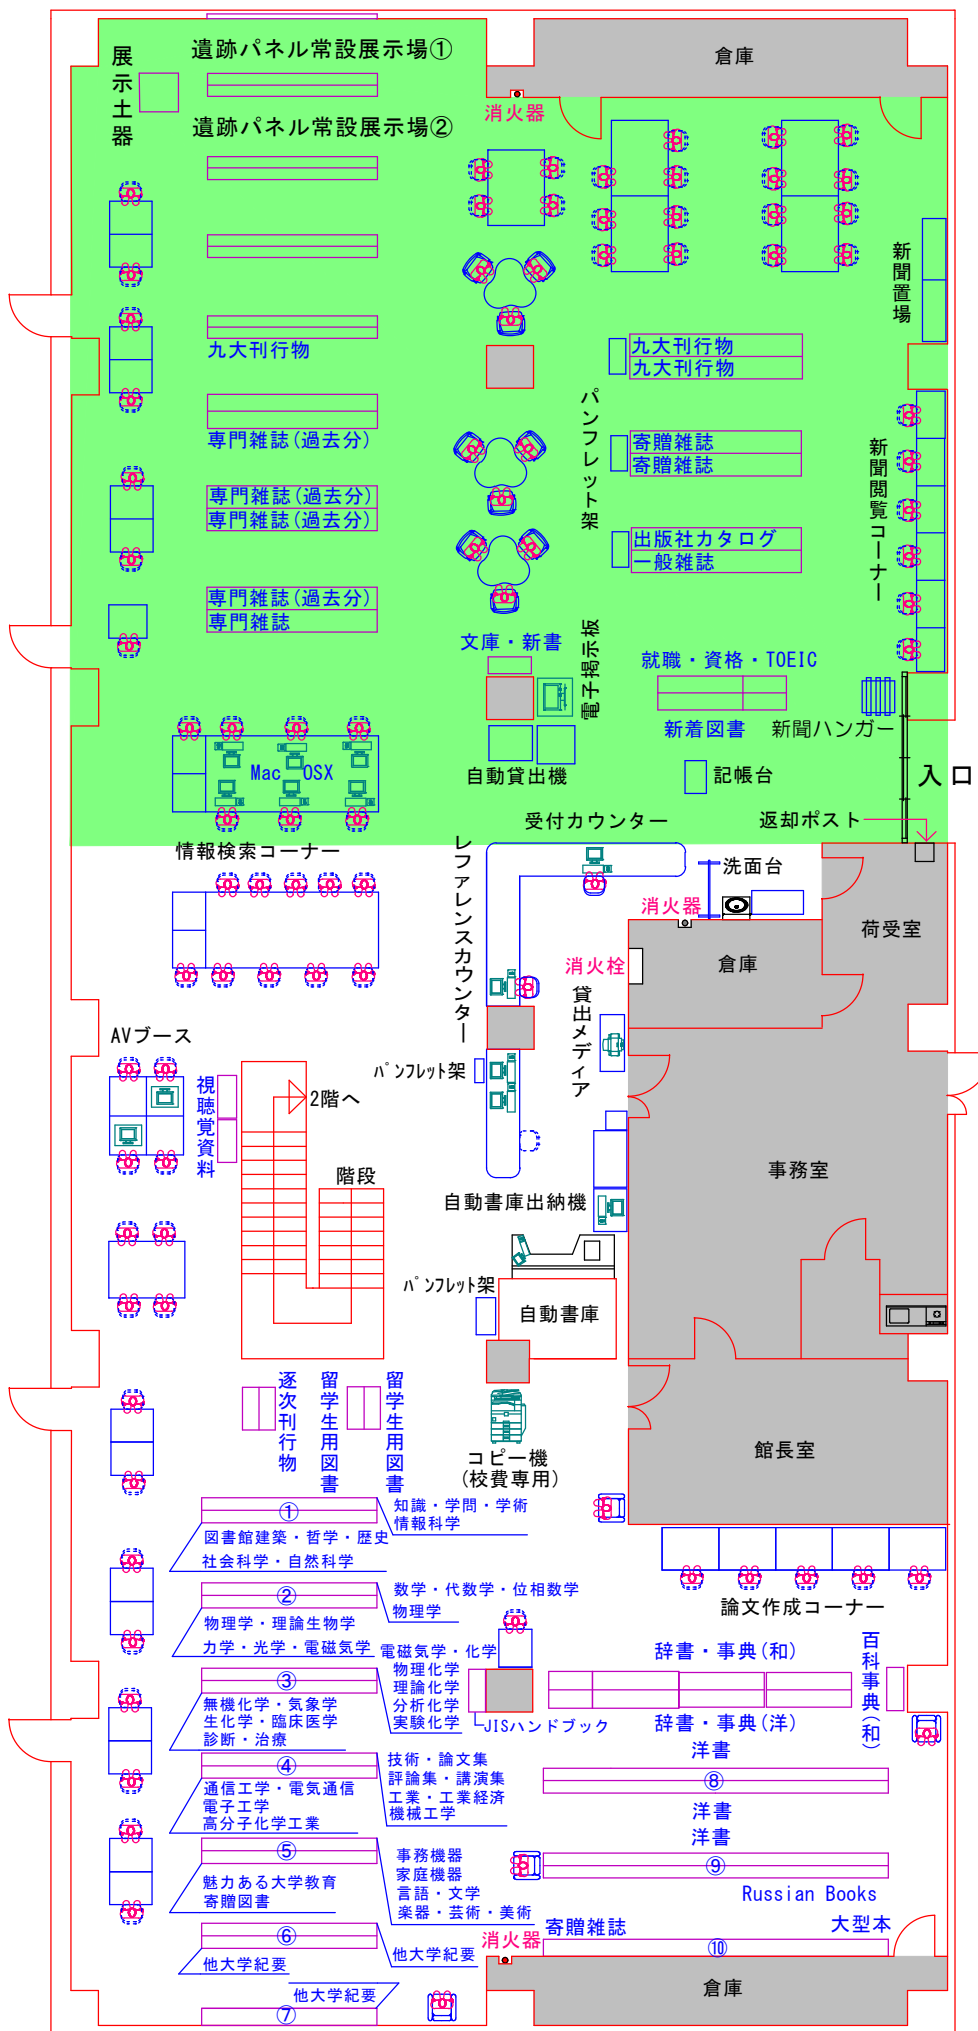 遺跡パネル常設展示場①
展示土器
倉庫
消火器
遺跡パネル常設展示場②
新聞置場
九大刊行物
九大刊行物
九大刊行物
パンフレット架
専門雑誌(過去分)
寄贈雑誌
寄贈雑誌
新聞閲覧コーナー
専門雑誌(過去分)
専門雑誌(過去分)
出版社カタログ
一般雑誌
専門雑誌(過去分)
専門雑誌
文庫・新書
電子掲示板
就職・資格・TOEIC
新着図書
新聞ハンガー
Mac OSX
自動貸出機
記帳台
入口
受付カウンター
返却ポスト
情報検索コーナー
レファレンスカウンター
洗面台
消火器
荷受室
消火栓
倉庫
貸出メディア
AVブース
パンフレット架
視聴覚資料
2階へ
階段
事務室
自動書庫出納機
パンフレット架
自動書庫
逐次刊行物
留学生用図書
留学生用図書
コピー機
(校費専用)
館長室
①
知識・学問・学術
情報科学
図書館建築・哲学・歴史
社会科学・自然科学
②
数学・代数学・位相数学
物理学
物理学・理論生物学
力学・光学・電磁気学
論文作成コーナー
電磁気学・化学
物理化学
理論化学
分析化学
実験化学
③
無機化学・気象学
生化学・臨床医学
診断・治療
JISハンドブック
辞書・事典(和)
辞書・事典(洋)
百科事典(和)
洋書
④
技術・論文集
評論集・講演集
工業・工業経済
機械工学
通信工学・電気通信
電子工学
高分子化学工業
⑧
洋書
洋書
⑤
事務機器
家庭機器
言語・文学
楽器・芸術・美術
魅力ある大学教育
寄贈図書
⑨
Russian Books
⑥
他大学紀要
他大学紀要
消火器
寄贈雑誌
大型本
⑩
他大学紀要
⑦
倉庫